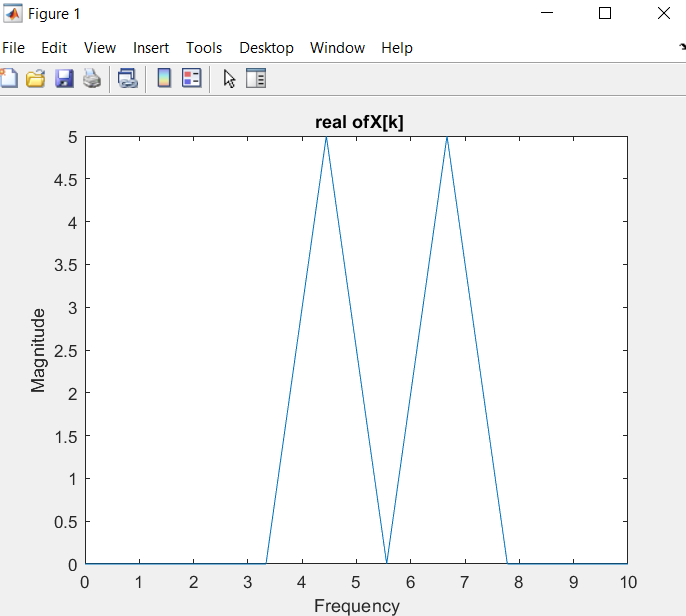 Figure 1
File Edit View Insert Tools Desktop Window Help
real ofX[k]
5
4.5
4
3.5
3
2.5
2
1.5
1
0.5
0
Magnitude
0 1 2 3 4 5 6 7 8 9 10
Frequency